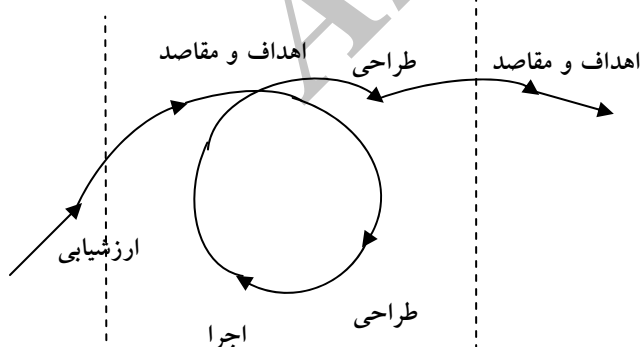 اهداف و مقاصد
طراحی
اهداف و مقاصد
ارزشیابی
طراحی
اجرا